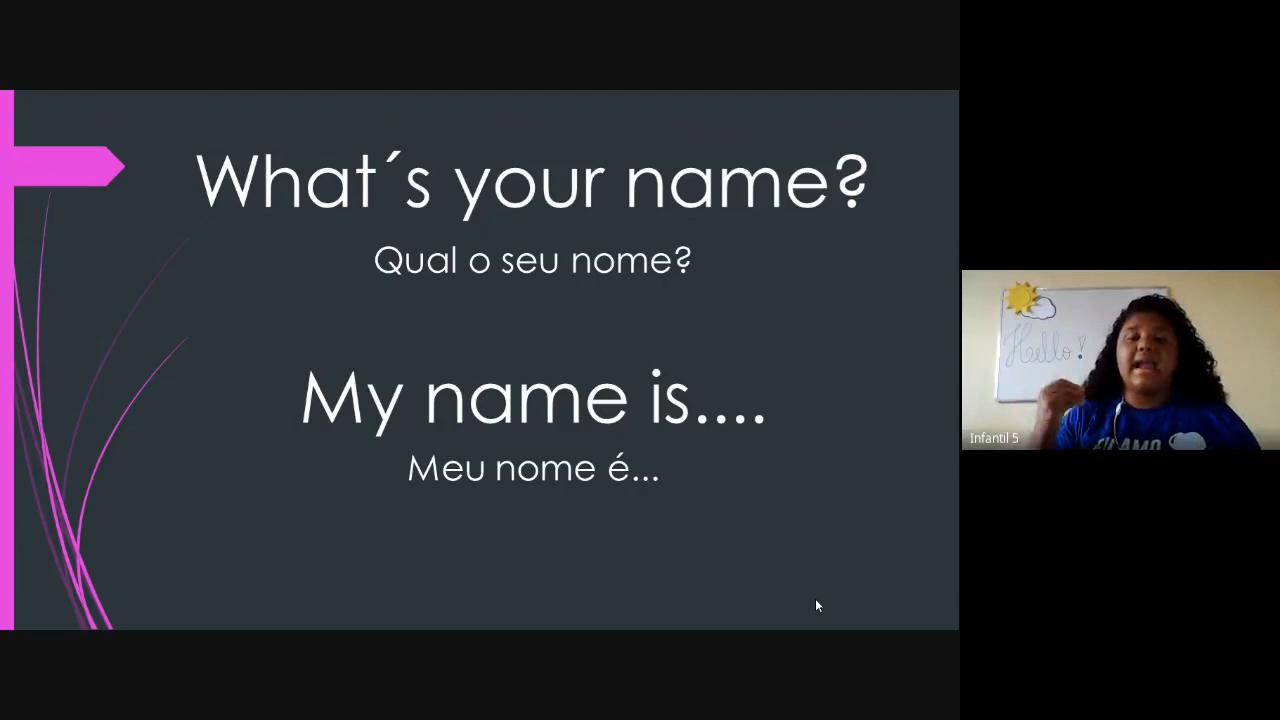 What´s your name?
Qual o seu nome?
My name is....
Meu nome é...
Hello!
Infantil 5